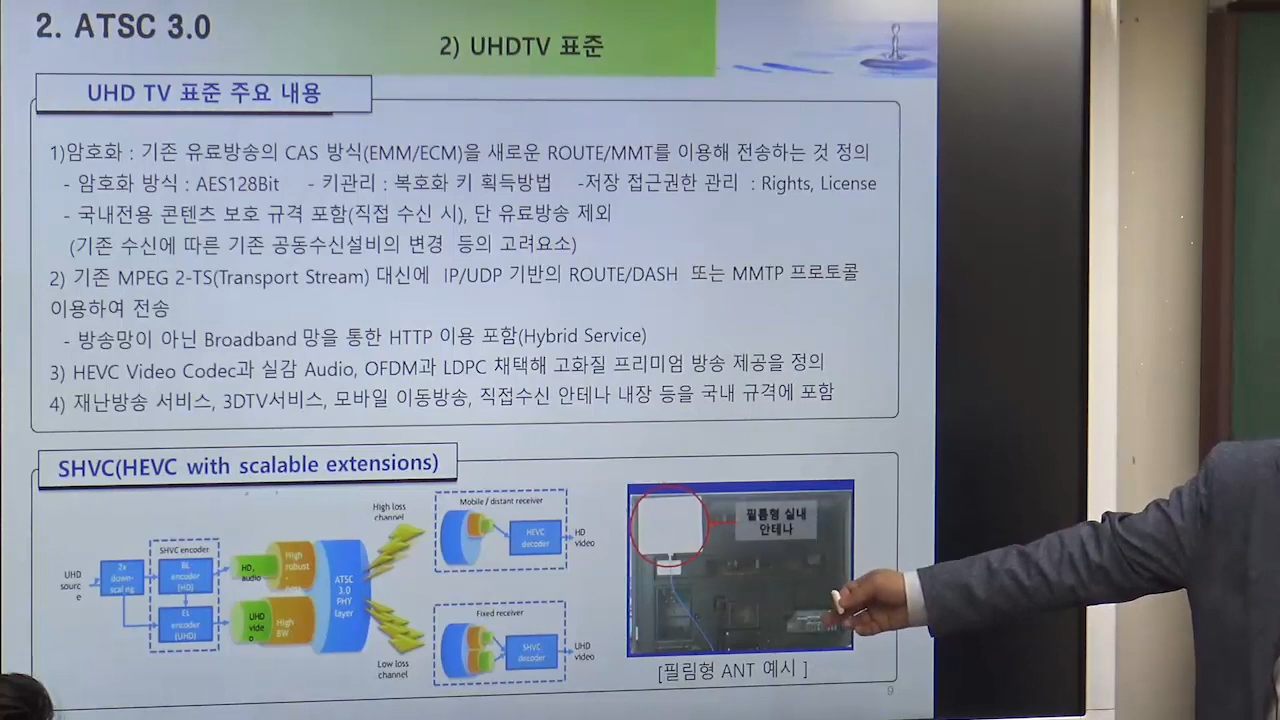 2. ATSC 3.0
2) UHDTV 표준
UHD TV 표준 주요 내용
1)암호화 : 기존 유료방송의 CAS 방식(EMM/ECM)을 새로운 ROUTE/MMT를 이용해 전송하는 것 정의
- 암호화 방식 : AES128Bit - 키관리 : 복호화 키 획득방법 -저장 접근권한 관리 : Rights, License
- 국내전용 콘텐츠 보호 규격 포함(직접 수신 시), 단 유료방송 제외
(기존 수신에 따른 기존 공동수신설비의 변경 등의 고려요소)
2) 기존 MPEG 2-TS(Transport Stream) 대신에 IP/UDP 기반의 ROUTE/DASH 또는 MMTP 프로토콜
이용하여 전송
- 방송망이 아닌 Broadband 망을 통한 HTTP 이용 포함(Hybrid Service)
3) HEVC Video Codec과 실감 Audio, OFDM과 LDPC 채택해 고화질 프리미엄 방송 제공을 정의
4) 재난방송 서비스, 3DTV서비스, 모바일 이동방송, 직접수신 안테나 내장 등을 국내 규격에 포함
SHVC(HEVC with scalable extensions)
UHD
sourc
e
2x
down-
scaling
SHVC encoder
BL
encoder
(HD)
EL
encoder
(UHD)
HD,
audio
High
robust
UHD
vide
o
High
BW
ATSC
3.0
PHY
layer
High loss
channel
Low loss
channel
Mobile / distant receiver
HEVC
decoder
HD
video
Fixed receiver
SHVC
decoder
UHD
video
필름형 실내
안테나
[필림형 ANT 예시 ]
9